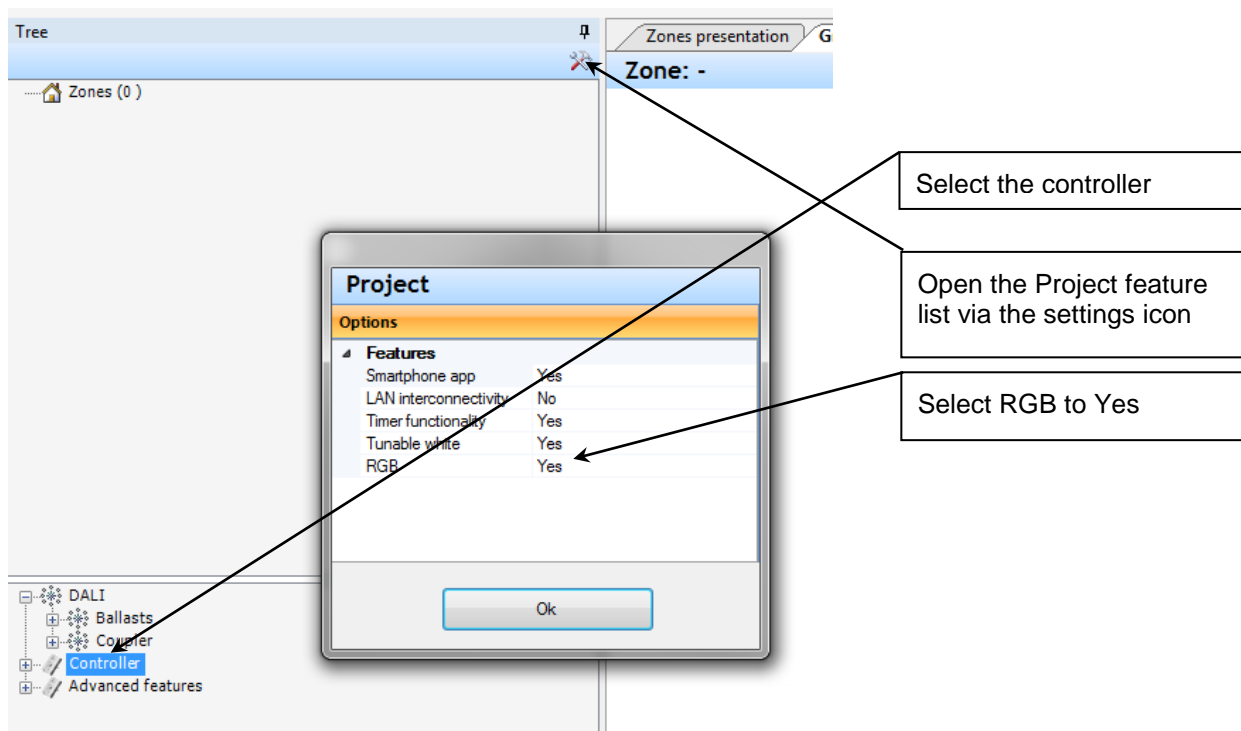 Tree
Zones (0 )
Zones presentation
Zone: -
Select the controller
Open the Project feature
list via the settings icon
Select RGB to Yes
Project
Options
Features
Smartphone app Yes
LAN interconnectivity No
Timer functionality Yes
Tunable white Yes
RGB Yes
Ok
DALI
Ballasts
Coupler
Controller
Advanced features